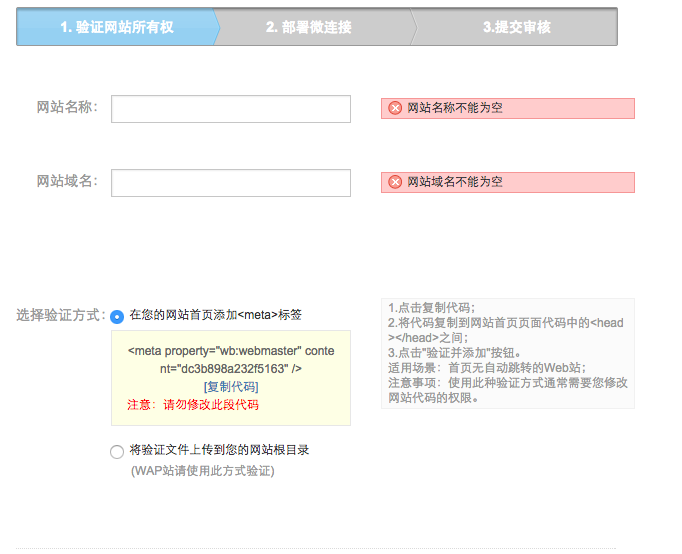 1. 验证网站所有权
2. 部署微连接
3.提交审核
网站名称：
网站名称不能为空
网站域名：
网站域名不能为空
选择验证方式：
在您的网站首页添加<meta>标签
<meta property="wb:webmaster" conte
nt="dc3b898a232f5163" />
[复制代码]
注意：请勿修改此段代码
1.点击复制代码；
2.将代码复制到网站首页页面代码中的<head
></head>之间；
3.点击"验证并添加"按钮。
适用场景：首页无自动跳转的Web站；
注意事项：使用此种验证方式通常需要您修改
网站代码的权限。
将验证文件上传到您的网站根目录
(WAP站请使用此方式验证)